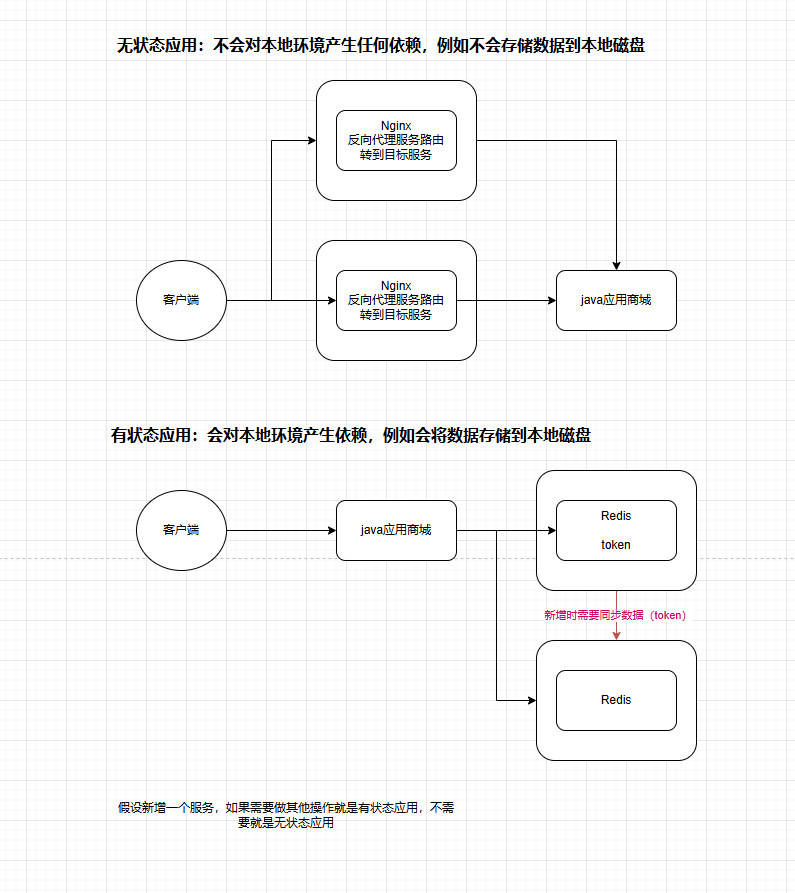 无状态应用：不会对本地环境产生任何依赖，例如不会存储数据到本地磁盘
Nginx
反向代理服务路由
转到目标服务
客户端
Nginx
反向代理服务路由
转到目标服务
java应用商城
有状态应用：会对本地环境产生依赖，例如会将数据存储到本地磁盘
客户端
java应用商城
Redis
token
新增时需要同步数据（token）
Redis
假设新增一个服务，如果需要做其他操作就是有状态应用，不需
要就是无状态应用